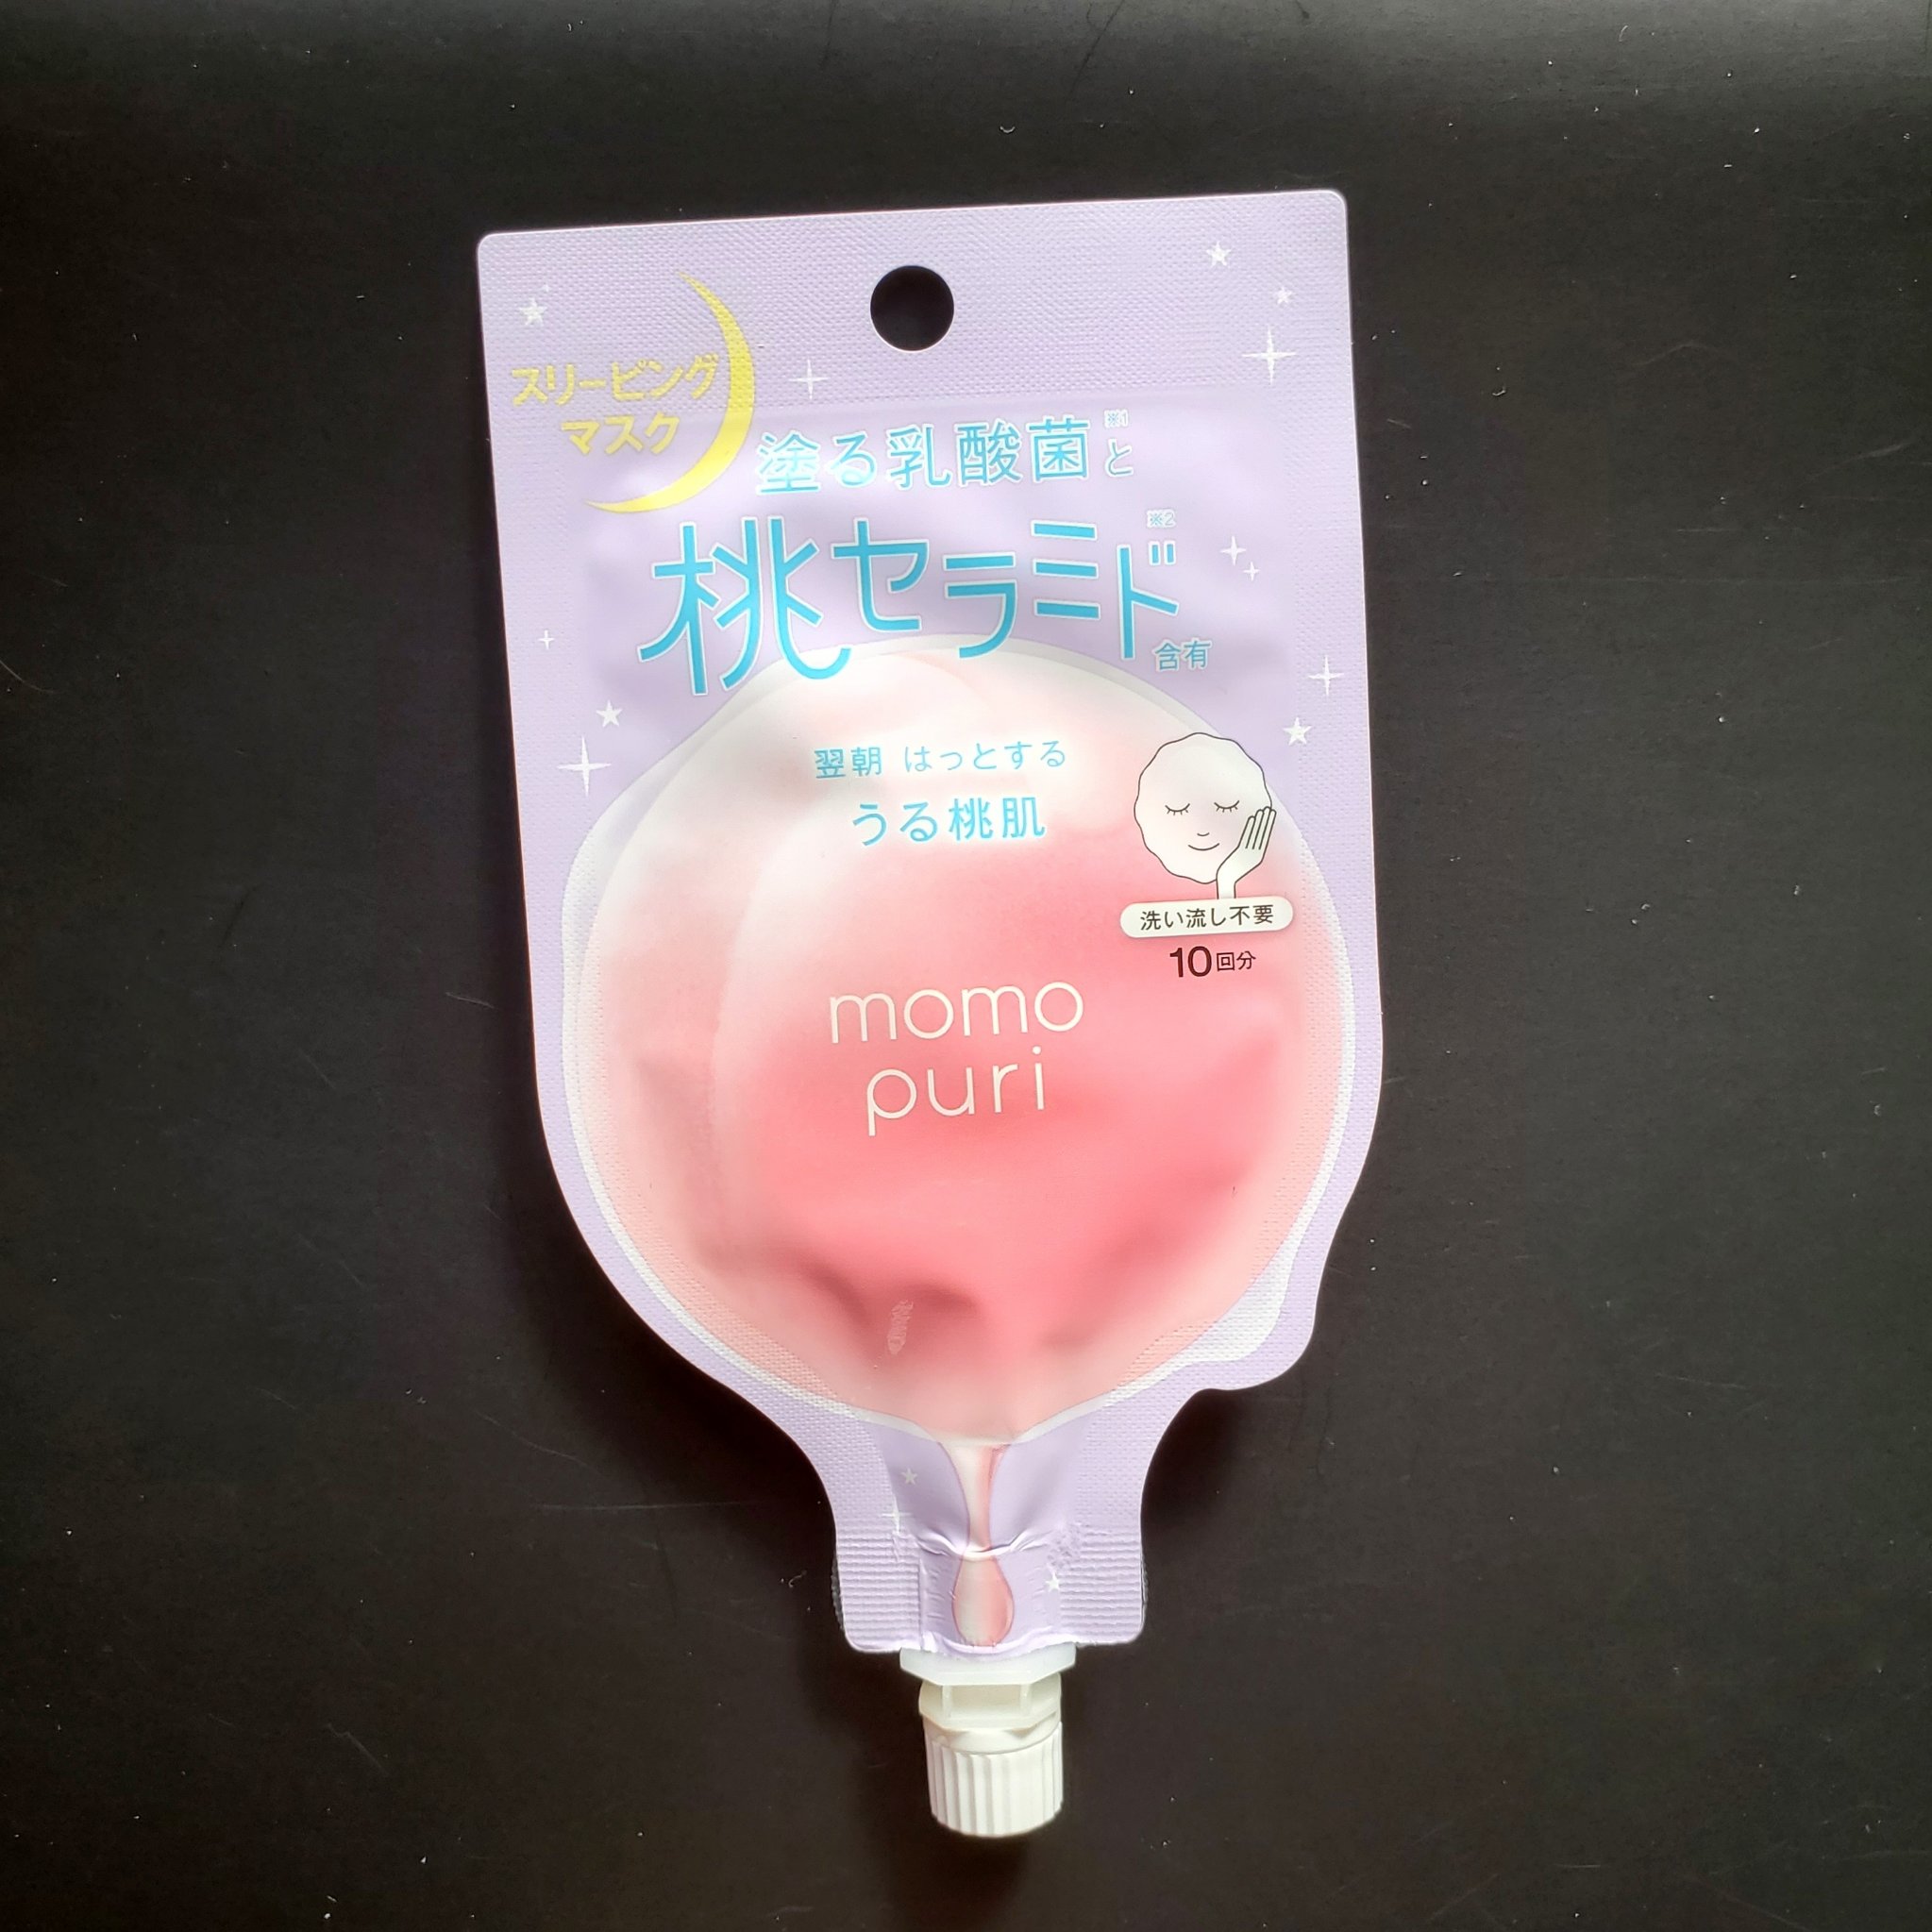 スリーピング
マスク
塗る乳酸菌※1と
桃セラミド※2
含有
翌朝 はっとする
うる桃肌
洗い流し不要
10回分
momo
puri